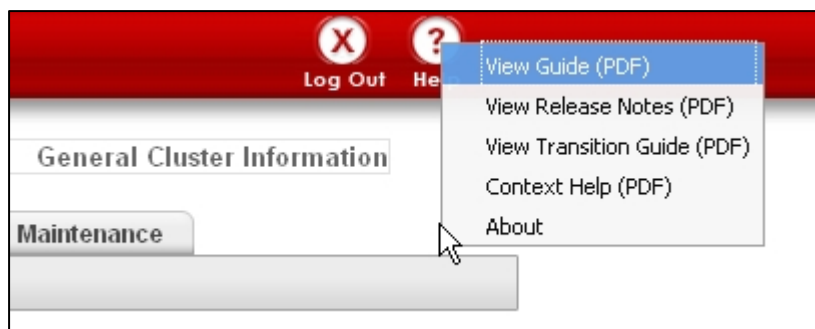 X
?
Log Out
Help
View Guide (PDF)
View Release Notes (PDF)
View Transition Guide (PDF)
Context Help (PDF)
About
General Cluster Information
Maintenance